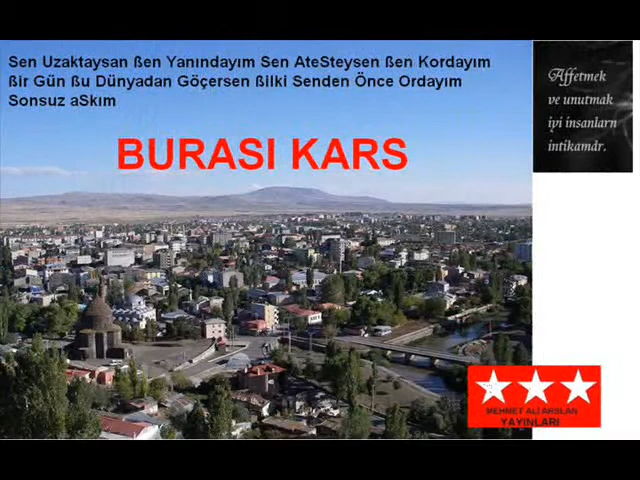 Sen Uzaktaysan ßen Yanındayım Sen AteSteysen ßen Kordayım
ßir Gün ßu Dünyadan Göçersen ßilki Senden Önce Ordayım
Sonsuz aSkım
BURASI KARS
Affetmek
ve unutmak
iyi insanların
intikamıdır.
MEHMET ALİ ARSLAN
YAYINLARI